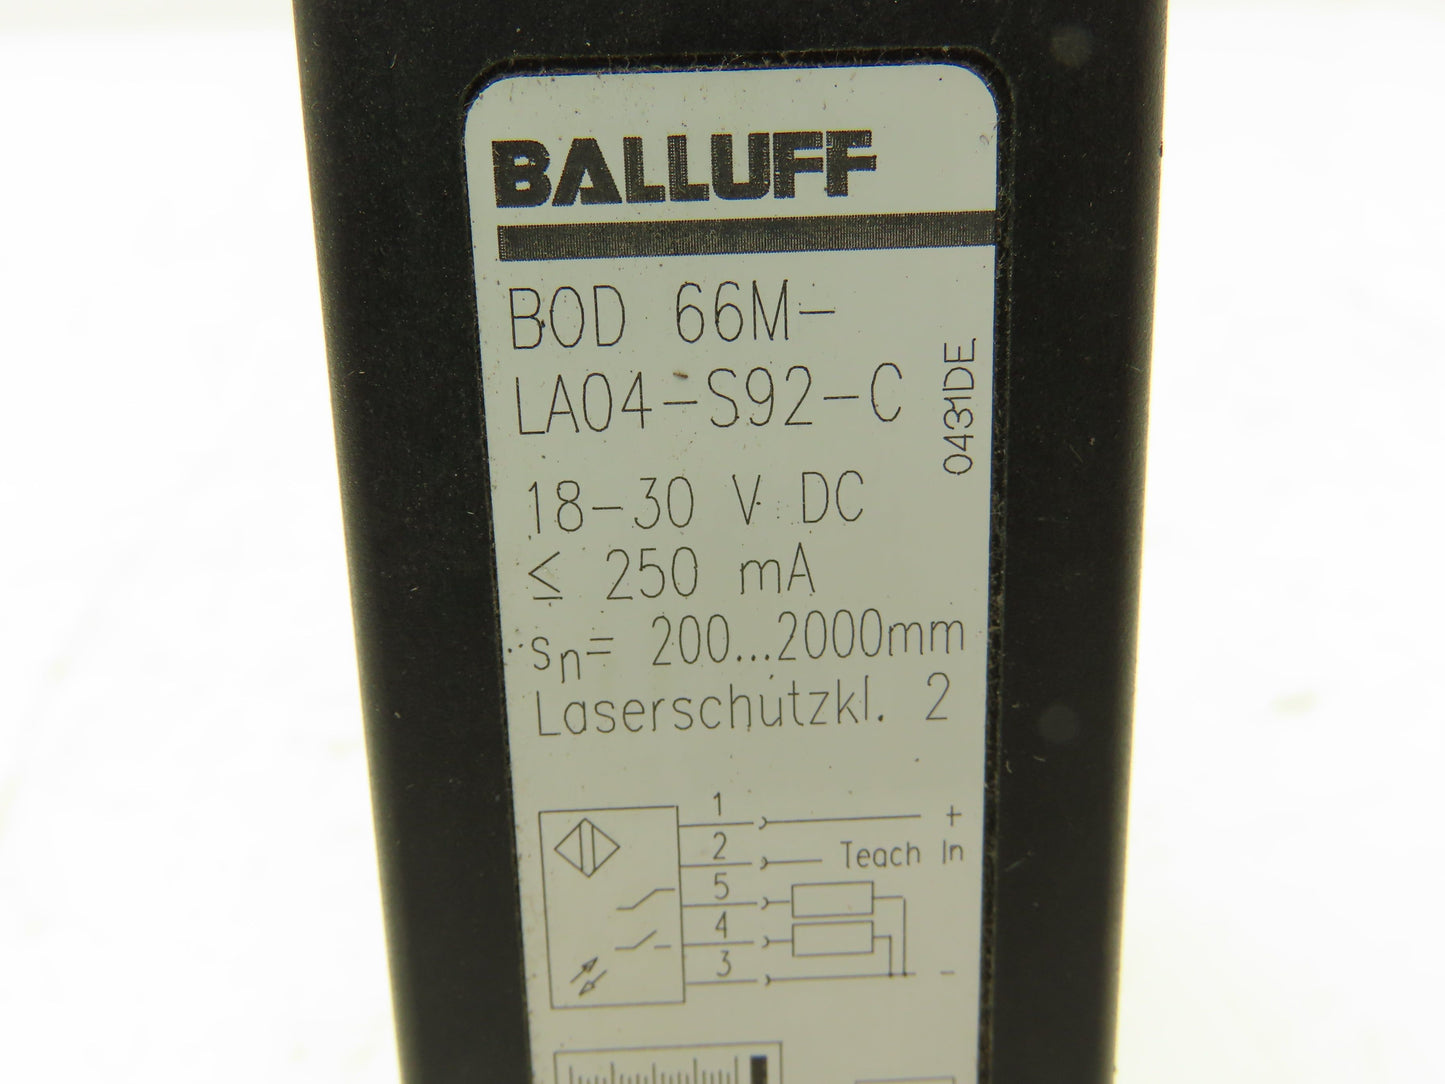 BALLUFF
BOD 66M-
LA04-S92-C
0431DE
18-30 V DC
≤ 250 mA
sn= 200...2000mm
Laserschutzkl. 2
1 +
2 Teach In
5
4
3 -